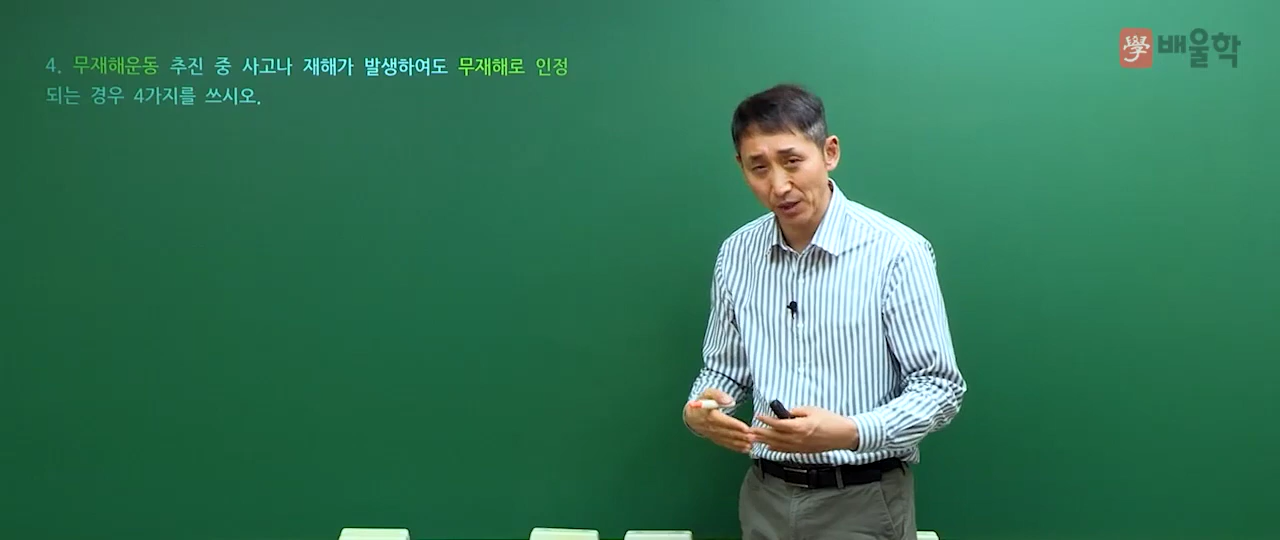 4. 무재해운동 추진 중 사고나 재해가 발생하여도 무재해로 인정
되는 경우 4가지를 쓰시오.
學 배울학